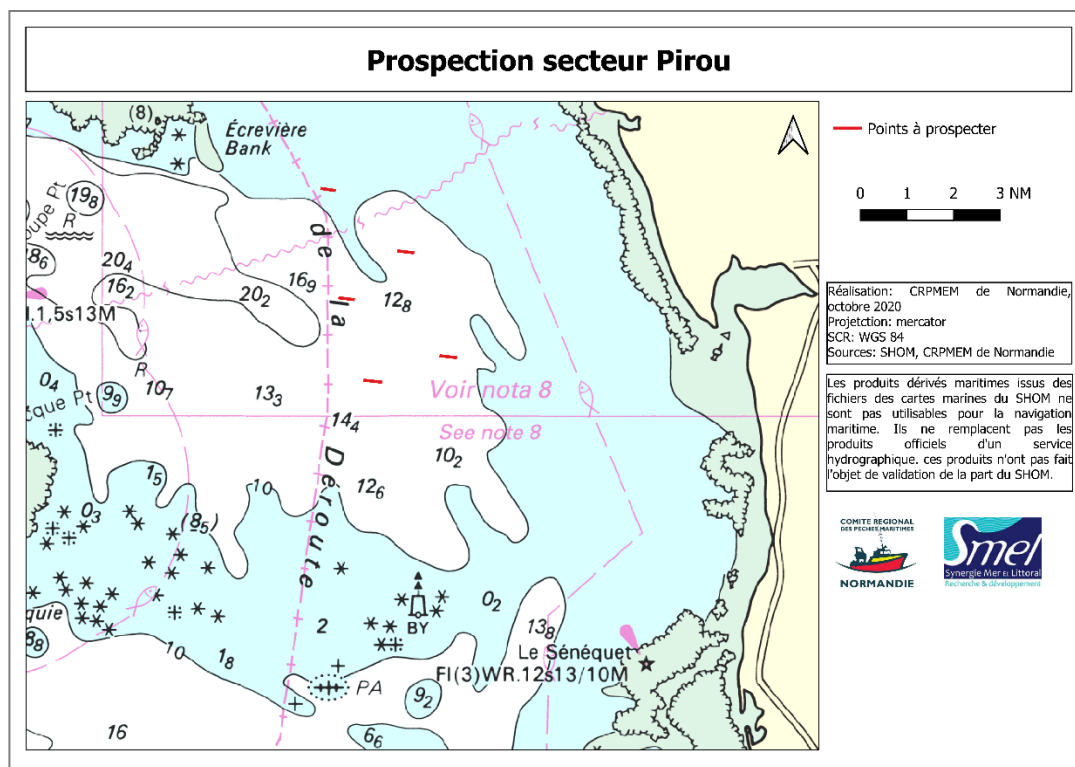 Prospection secteur Pirou
(8)
Écrevière
Bank
19₈
R
20₄
18₆
16₂
20₂
16₉
12₈
de la Déroute
1,5s13M
R
0₄
10₇
9₉
13₃
Voir nota 8
14₄
See note 8
10₂
1₅
10
12₆
0₃
(8₅)
0₂
BY
2
13₈
8₈
10
1₈
Le Sénéquet
Fl(3)WR.12s13/10M
PA
9₂
16
6₆
Points à prospecter
0 1 2 3 NM
Réalisation: CRPMEM de Normandie,
octobre 2020
Projetction: mercator
SCR: WGS 84
Sources: SHOM, CRPMEM de Normandie
Les produits dérivés maritimes issus des
fichiers des cartes marines du SHOM ne
sont pas utilisables pour la navigation
maritime. Ils ne remplacent pas les
produits officiels d'un service
hydrographique. ces produits n'ont pas fait
l'objet de validation de la part du SHOM.
COMITE REGIONAL
DES PÊCHES MARITIMES
NORMANDIE
Smel
Synergie Mer Et Littoral
Recherche & développement